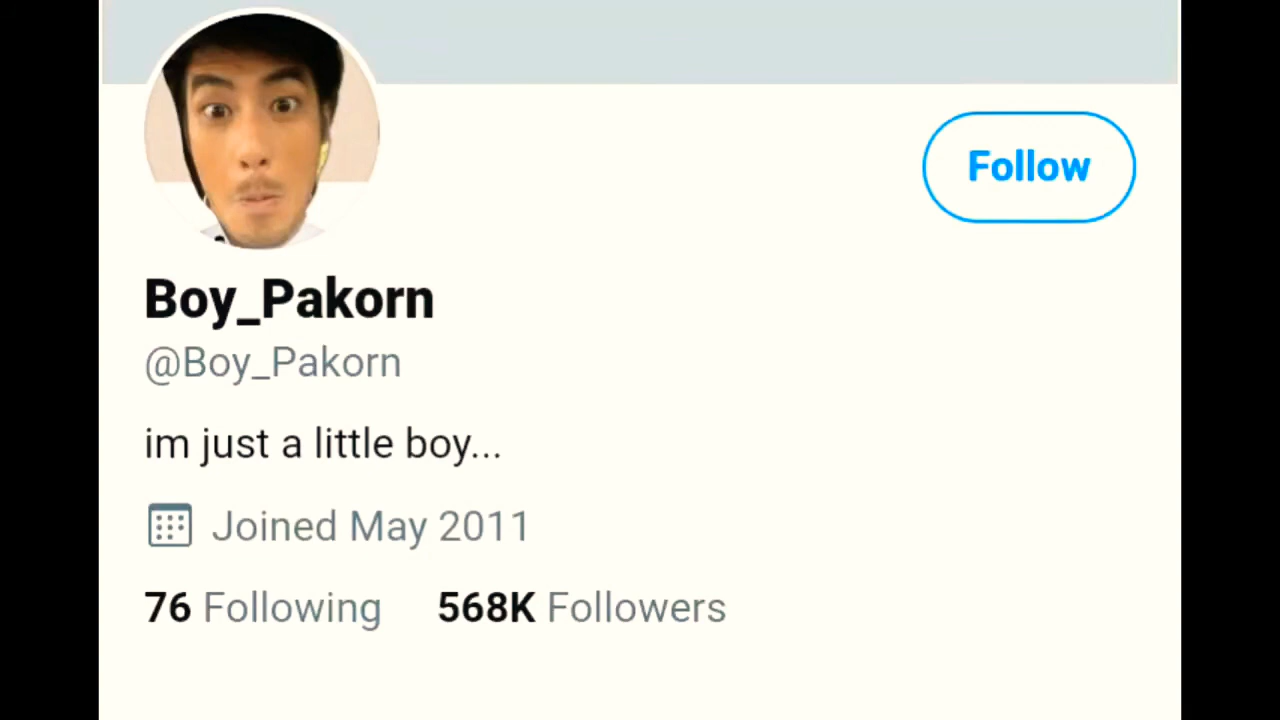 Follow
Boy_Pakorn
@Boy_Pakorn
im just a little boy...
Joined May 2011
76 Following 568K Followers